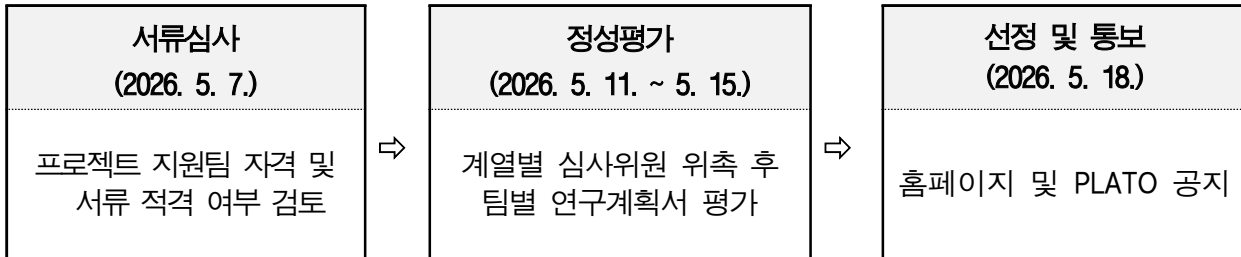 서류심사
(2026. 5. 7.)
프로젝트 지원팀 자격 및
서류 적격 여부 검토
⇨
정성평가
(2026. 5. 11. ~ 5. 15.)
계열별 심사위원 위촉 후
팀별 연구계획서 평가
⇨
선정 및 통보
(2026. 5. 18.)
홈페이지 및 PLATO 공지